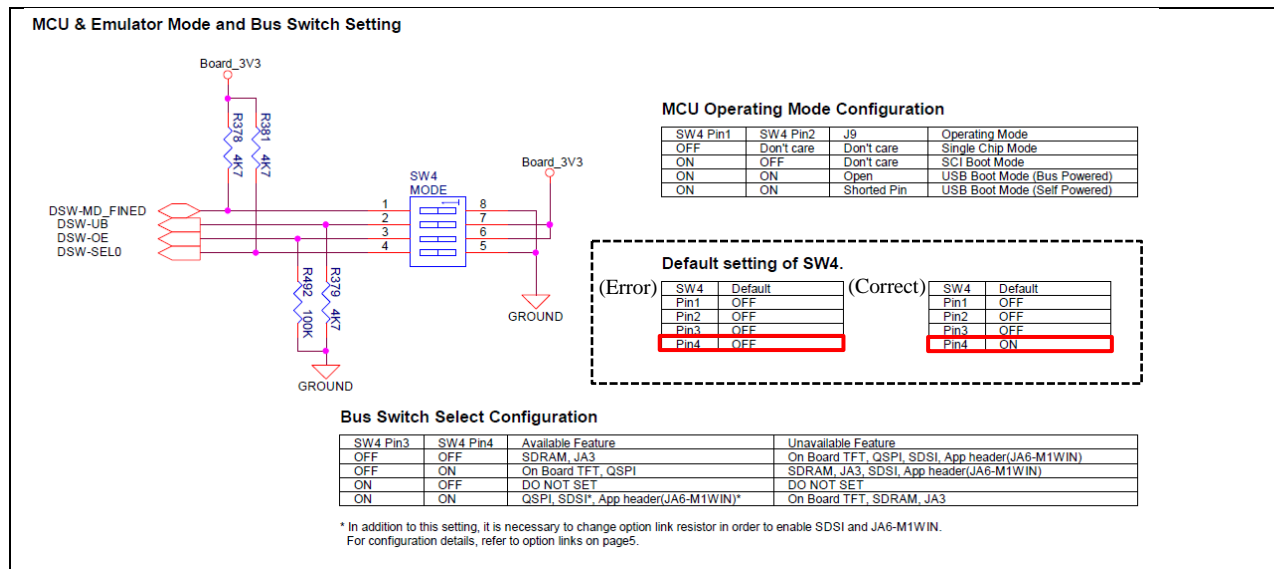 MCU & Emulator Mode and Bus Switch Setting
Board_3V3
R378 4K7
R381 4K7
Board_3V3
SW4
MODE
DSW-MD_FINED 1 8
DSW-UB 2 7
DSW-OE 3 6
DSW-SEL0 4 5
R492 100K
R379 4K7
GROUND
GROUND
MCU Operating Mode Configuration
SW4 Pin1 SW4 Pin2 J9 Operating Mode
OFF Don't care Don't care Single Chip Mode
ON OFF Don't care SCI Boot Mode
ON ON Open USB Boot Mode (Bus Powered)
ON ON Shorted Pin USB Boot Mode (Self Powered)
Default setting of SW4.
(Error)
SW4 Default
Pin1 OFF
Pin2 OFF
Pin3 OFF
Pin4 OFF
(Correct)
SW4 Default
Pin1 OFF
Pin2 OFF
Pin3 OFF
Pin4 ON
Bus Switch Select Configuration
SW4 Pin3 SW4 Pin4 Available Feature Unavailable Feature
OFF OFF SDRAM, JA3 On Board TFT, QSPI, SDSI, App header(JA6-M1WIN)
OFF ON On Board TFT, QSPI SDRAM, JA3, SDSI, App header(JA6-M1WIN)
ON OFF DO NOT SET DO NOT SET
ON ON QSPI, SDSI*, App header(JA6-M1WIN)* On Board TFT, SDRAM, JA3
* In addition to this setting, it is necessary to change option link resistor in order to enable SDSI and JA6-M1WIN.
For configuration details, refer to option links on page5.